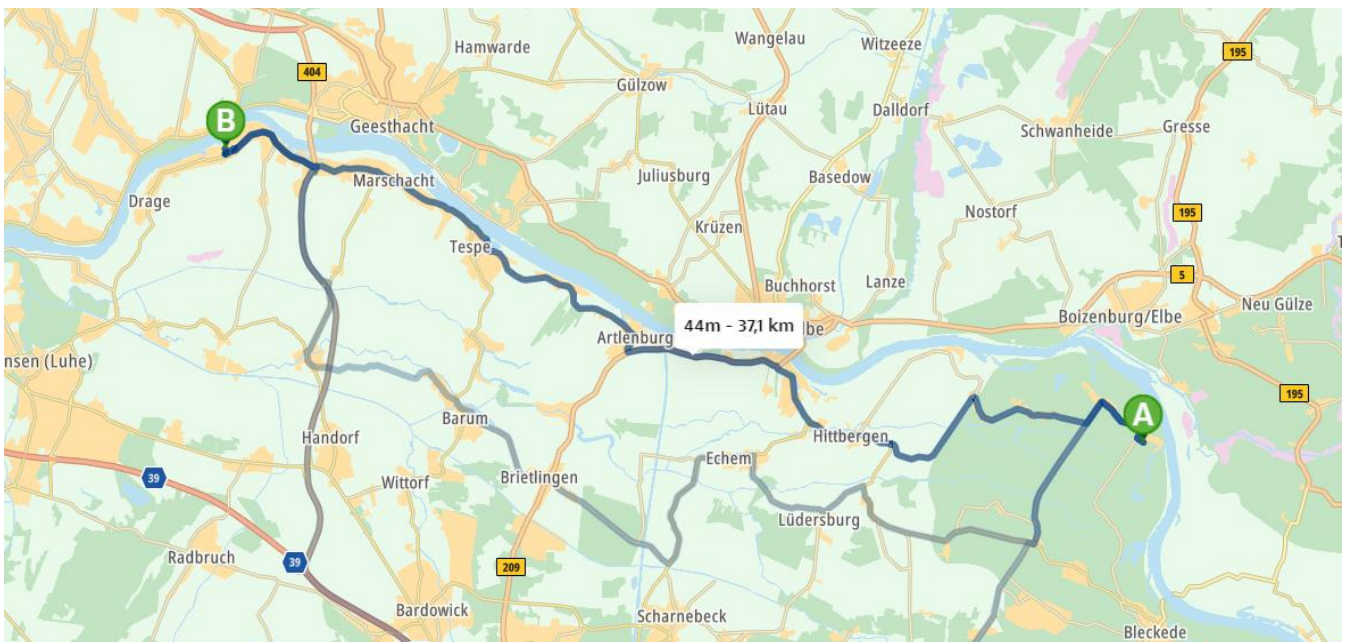 Hamwarde
Wangelau
Witzeeze
195
404
Gülzow
B
Lütau
Dalldorf
Schwanheide
Gresse
Geesthacht
Marschacht
Juliusburg
Basedow
Drage
Nostorf
195
Krüzen
Tespe
5
Buchhorst
Lanze
Neu Gülze
Boizenburg/Elbe
44m - 37,1 km
lbe
Artlenburg
nsen (Luhe)
195
A
Barum
Handorf
Hittbergen
Echem
39
Wittorf
Brietlingen
Lüdersburg
Radbruch
39
209
Bardowick
Scharnebeck
Bleckede